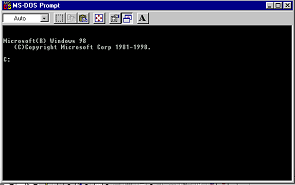 MS-DOS Prompt
Auto
A
Microsoft(R) Windows 98
(C)Copyright Microsoft Corp 1981-1998.
C: